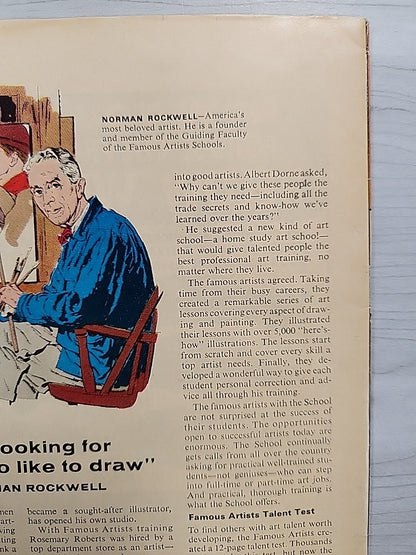 NORMAN ROCKWELL—America's
most beloved artist. He is a founder
and member of the Guiding Faculty
of the Famous Artists Schools.
into good artists. Albert Dorne asked,
"Why can't we give these people the
training they need—including all the
trade secrets and know-how we've
learned over the years?"
He suggested a new kind of art
school—a home study art school—
that would give talented people the
best professional art training, no
matter where they live.
The famous artists agreed. Taking
time from their busy careers, they
created a remarkable series of art
lessons covering every aspect of draw-
ing and painting. They illustrated
their lessons with over 5,000 "here's-
how" illustrations. The lessons start
from scratch and cover every skill a
top artist needs. Finally, they de-
veloped a wonderful way to give each
student personal correction and ad-
vice all through his training.
The famous artists with the School
are not surprised at the success of
their students. The opportunities
open to successful artists today are
enormous. The School continually
gets calls from all over the country
asking for practical well-trained stu-
dents—not geniuses—who can step
into full-time or part-time art jobs.
And practical, thorough training is
what the School offers.
Famous Artists Talent Test
To find others with art talent worth
developing, the Famous Artists cre-
ated a 12-page talent test Thousands
but now the
ooking for
o like to draw"
AN ROCKWELL
became a sought-after illustrator,
has opened his own studio.
With Famous Artists training
Rosemary Roberts was hired by a
top department store as an artist—